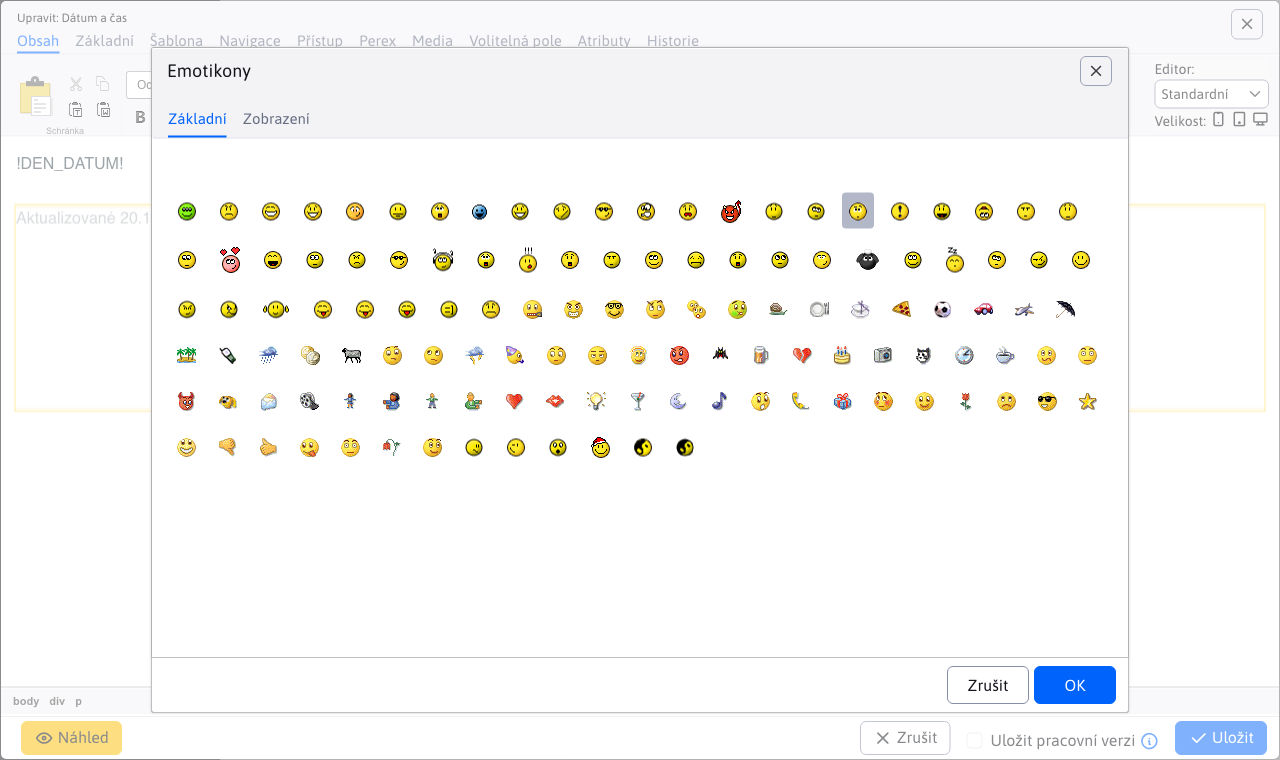 Upravit: Dátum a čas
Obsah Základní Šablona Navigace Přístup Perex Media Volitelná pole Atributy Historie
Emotikony
Editor:
Standardní
Velikost:
B
Schránka
Základní Zobrazení
!DEN_DATUM!
Aktualizované 20.1
body div p
Zrušit OK
Náhled
Zrušit
Uložit pracovní verzi
Uložit